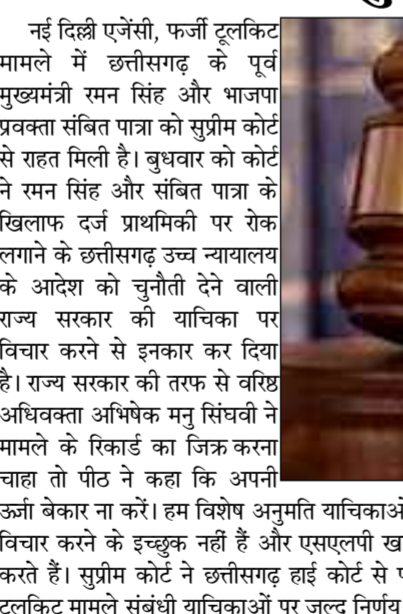 नई दिल्ली एजेंसी, फर्जी टूलकिट
मामले में छत्तीसगढ़ के पूर्व
मुख्यमंत्री रमन सिंह और भाजपा
प्रवक्ता संबित पात्रा को सुप्रीम कोर्ट
से राहत मिली है। बुधवार को कोर्ट
ने रमन सिंह और संबित पात्रा के
खिलाफ दर्ज प्राथमिकी पर रोक
लगाने के छत्तीसगढ़ उच्च न्यायालय
के आदेश को चुनौती देने वाली
राज्य सरकार की याचिका पर
विचार करने से इनकार कर दिया
है। राज्य सरकार की तरफ से वरिष्ठ
अधिवक्ता अभिषेक मनु सिंघवी ने
मामले के रिकार्ड का जिक्र करना
चाहा तो पीठ ने कहा कि अपनी
ऊर्जा बेकार ना करें। हम विशेष अनुमति
विचार करने के इच्छुक नहीं हैं और एसएलपी
करते हैं। सुप्रीम कोर्ट ने छत्तीसगढ़ हाई कोर्ट से
टूलकिट मामले संबंधी याचिकाओं पर जल्द निर्णय